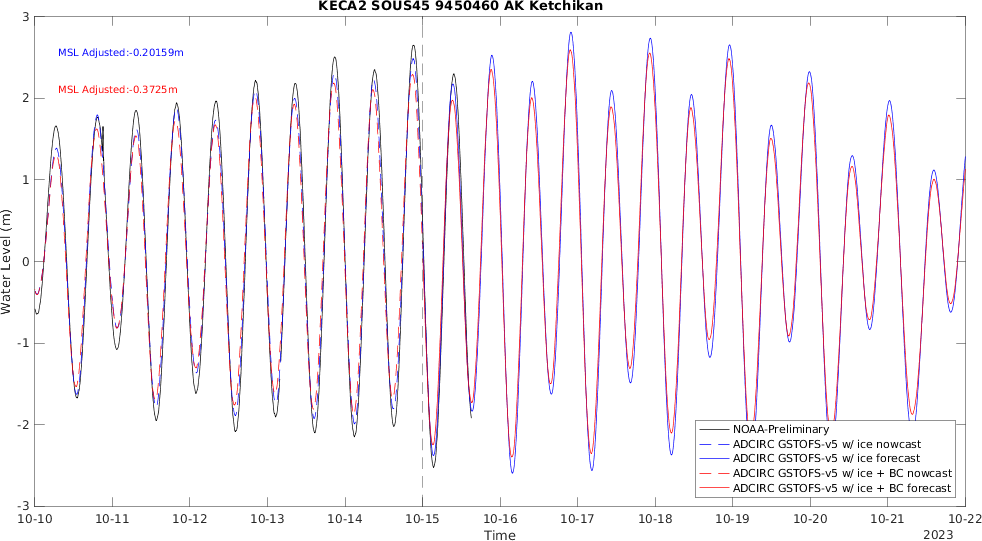 KECA2 SOUS45 9450460 AK Ketchikan
MSL Adjusted:-0.20159m
MSL Adjusted:-0.3725m
Water Level (m)
3
2
1
0
-1
-2
-3
NOAA-Preliminary
ADCIRC GSTOFS-v5 w/ ice nowcast
ADCIRC GSTOFS-v5 w/ ice forecast
ADCIRC GSTOFS-v5 w/ ice + BC nowcast
ADCIRC GSTOFS-v5 w/ ice + BC forecast
10-10 10-11 10-12 10-13 10-14 10-15 10-16 10-17 10-18 10-19 10-20 10-21 10-22
Time
2023